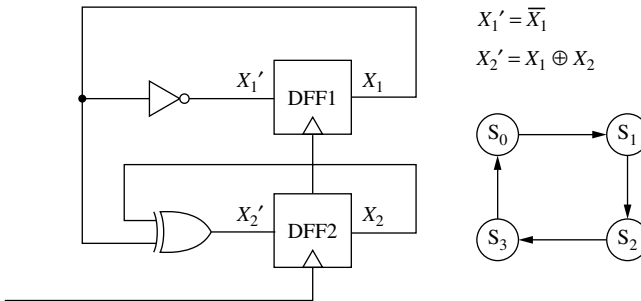 X₁′ = X̅₁
X₂′ = X₁ ⊕ X₂
X₁′
DFF1
X₁
X₂′
DFF2
X₂
S₀
S₁
S₃
S₂